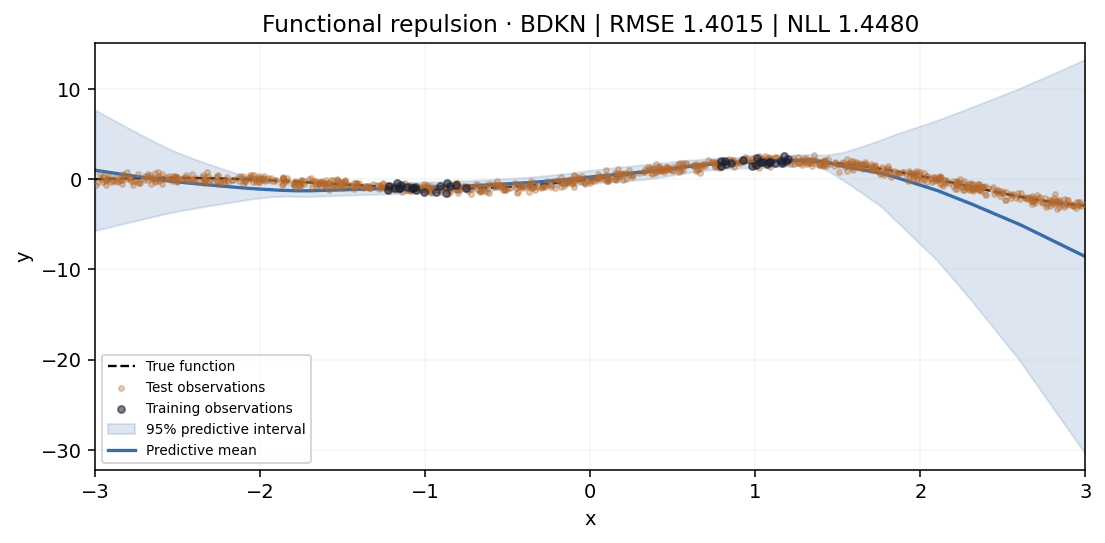 Functional repulsion · BDKN | RMSE 1.4015 | NLL 1.4480
10
0
−10
−20
−30
y
True function
Test observations
Training observations
95% predictive interval
Predictive mean
−3
−2
−1
0
1
2
3
x